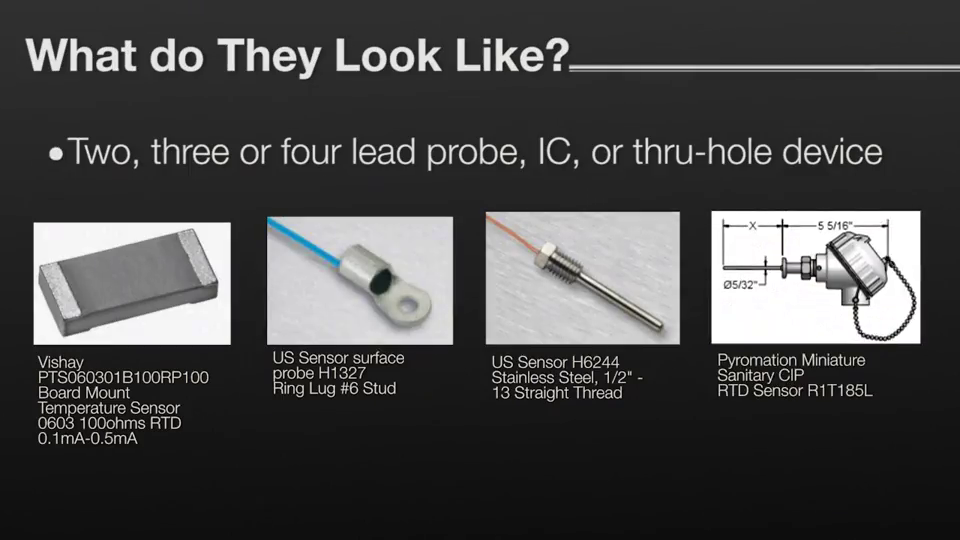 What do They Look Like?
•Two, three or four lead probe, IC, or thru-hole device
X
5 5/16"
Ø5/32"
Vishay
PTS060301B100RP100
Board Mount
Temperature Sensor
0603 100ohms RTD
0.1mA-0.5mA
US Sensor surface
probe H1327
Ring Lug #6 Stud
US Sensor H6244
Stainless Steel, 1/2" -
13 Straight Thread
Pyromation Miniature
Sanitary CIP
RTD Sensor R1T185L